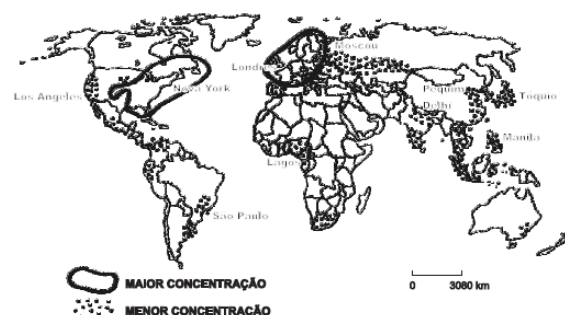 Moscou
Londres
Los Angeles
Nova York
Pequim
Tóquio
Delhi
Manila
Lagos
São Paulo
MAIOR CONCENTRAÇÃO
0 3080 km
MENOR CONCENTRAÇÃO